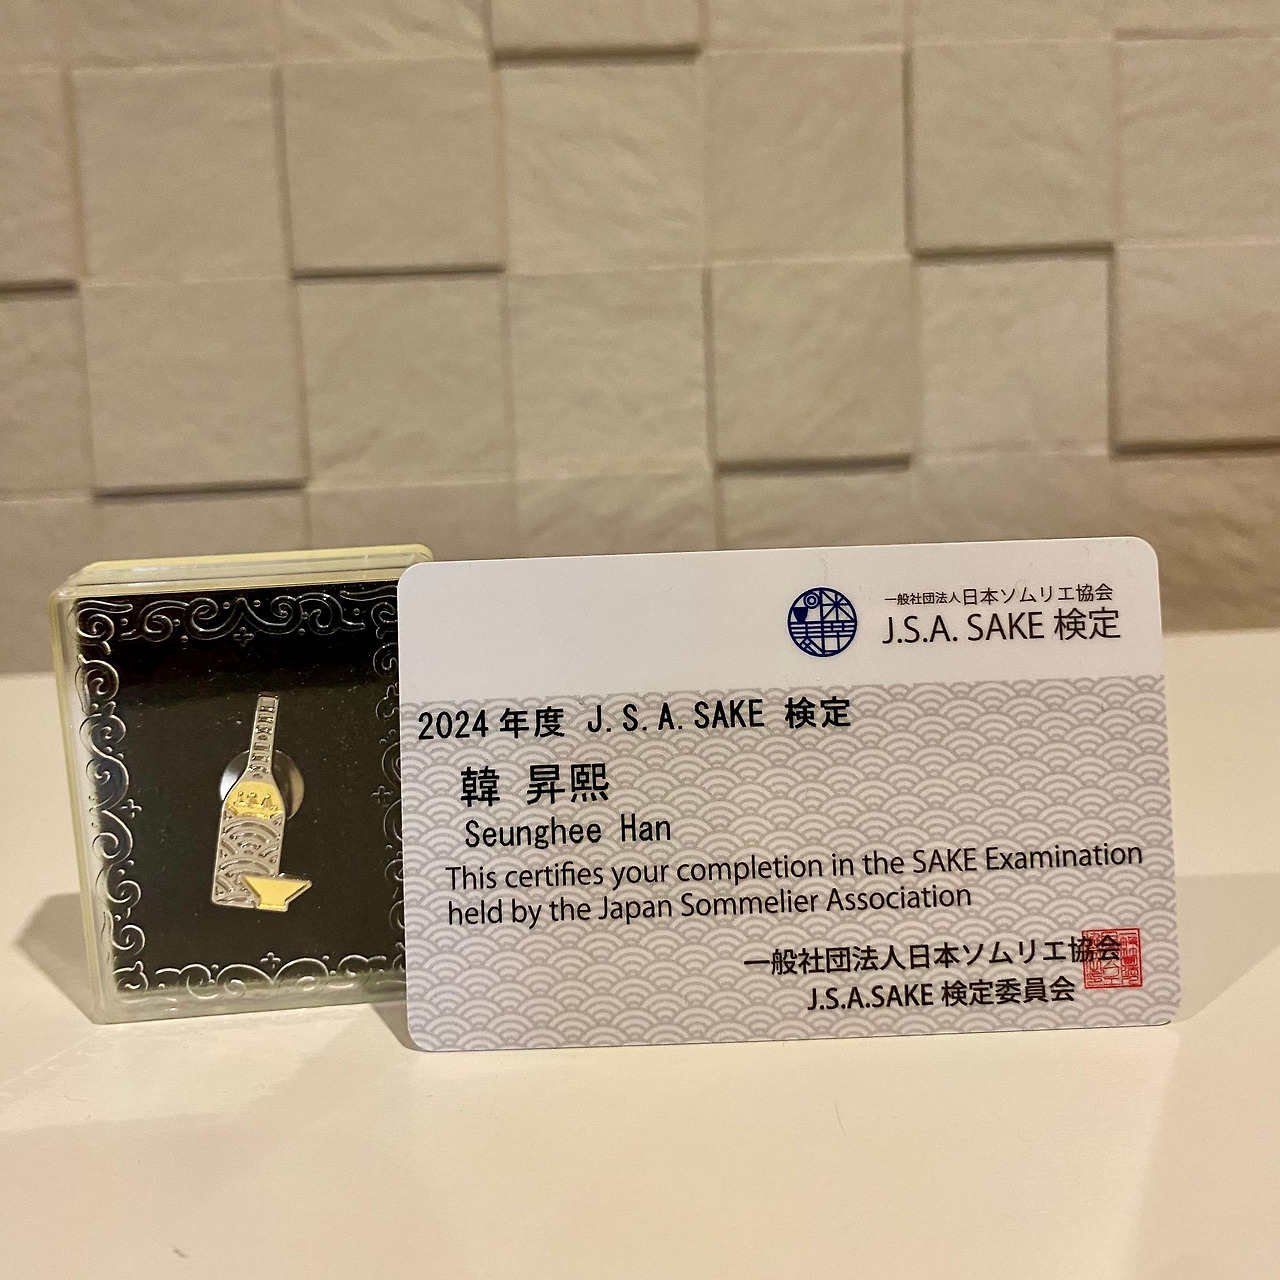 一般社団法人日本ソムリエ協会
J.S.A. SAKE 検定
2024 年度 J.S.A.SAKE 検定
韓 昇熙
Seunghee Han
This certifies your completion in the SAKE Examination
held by the Japan Sommelier Association
一般社団法人日本ソムリエ協会
J.S.A.SAKE 検定委員会